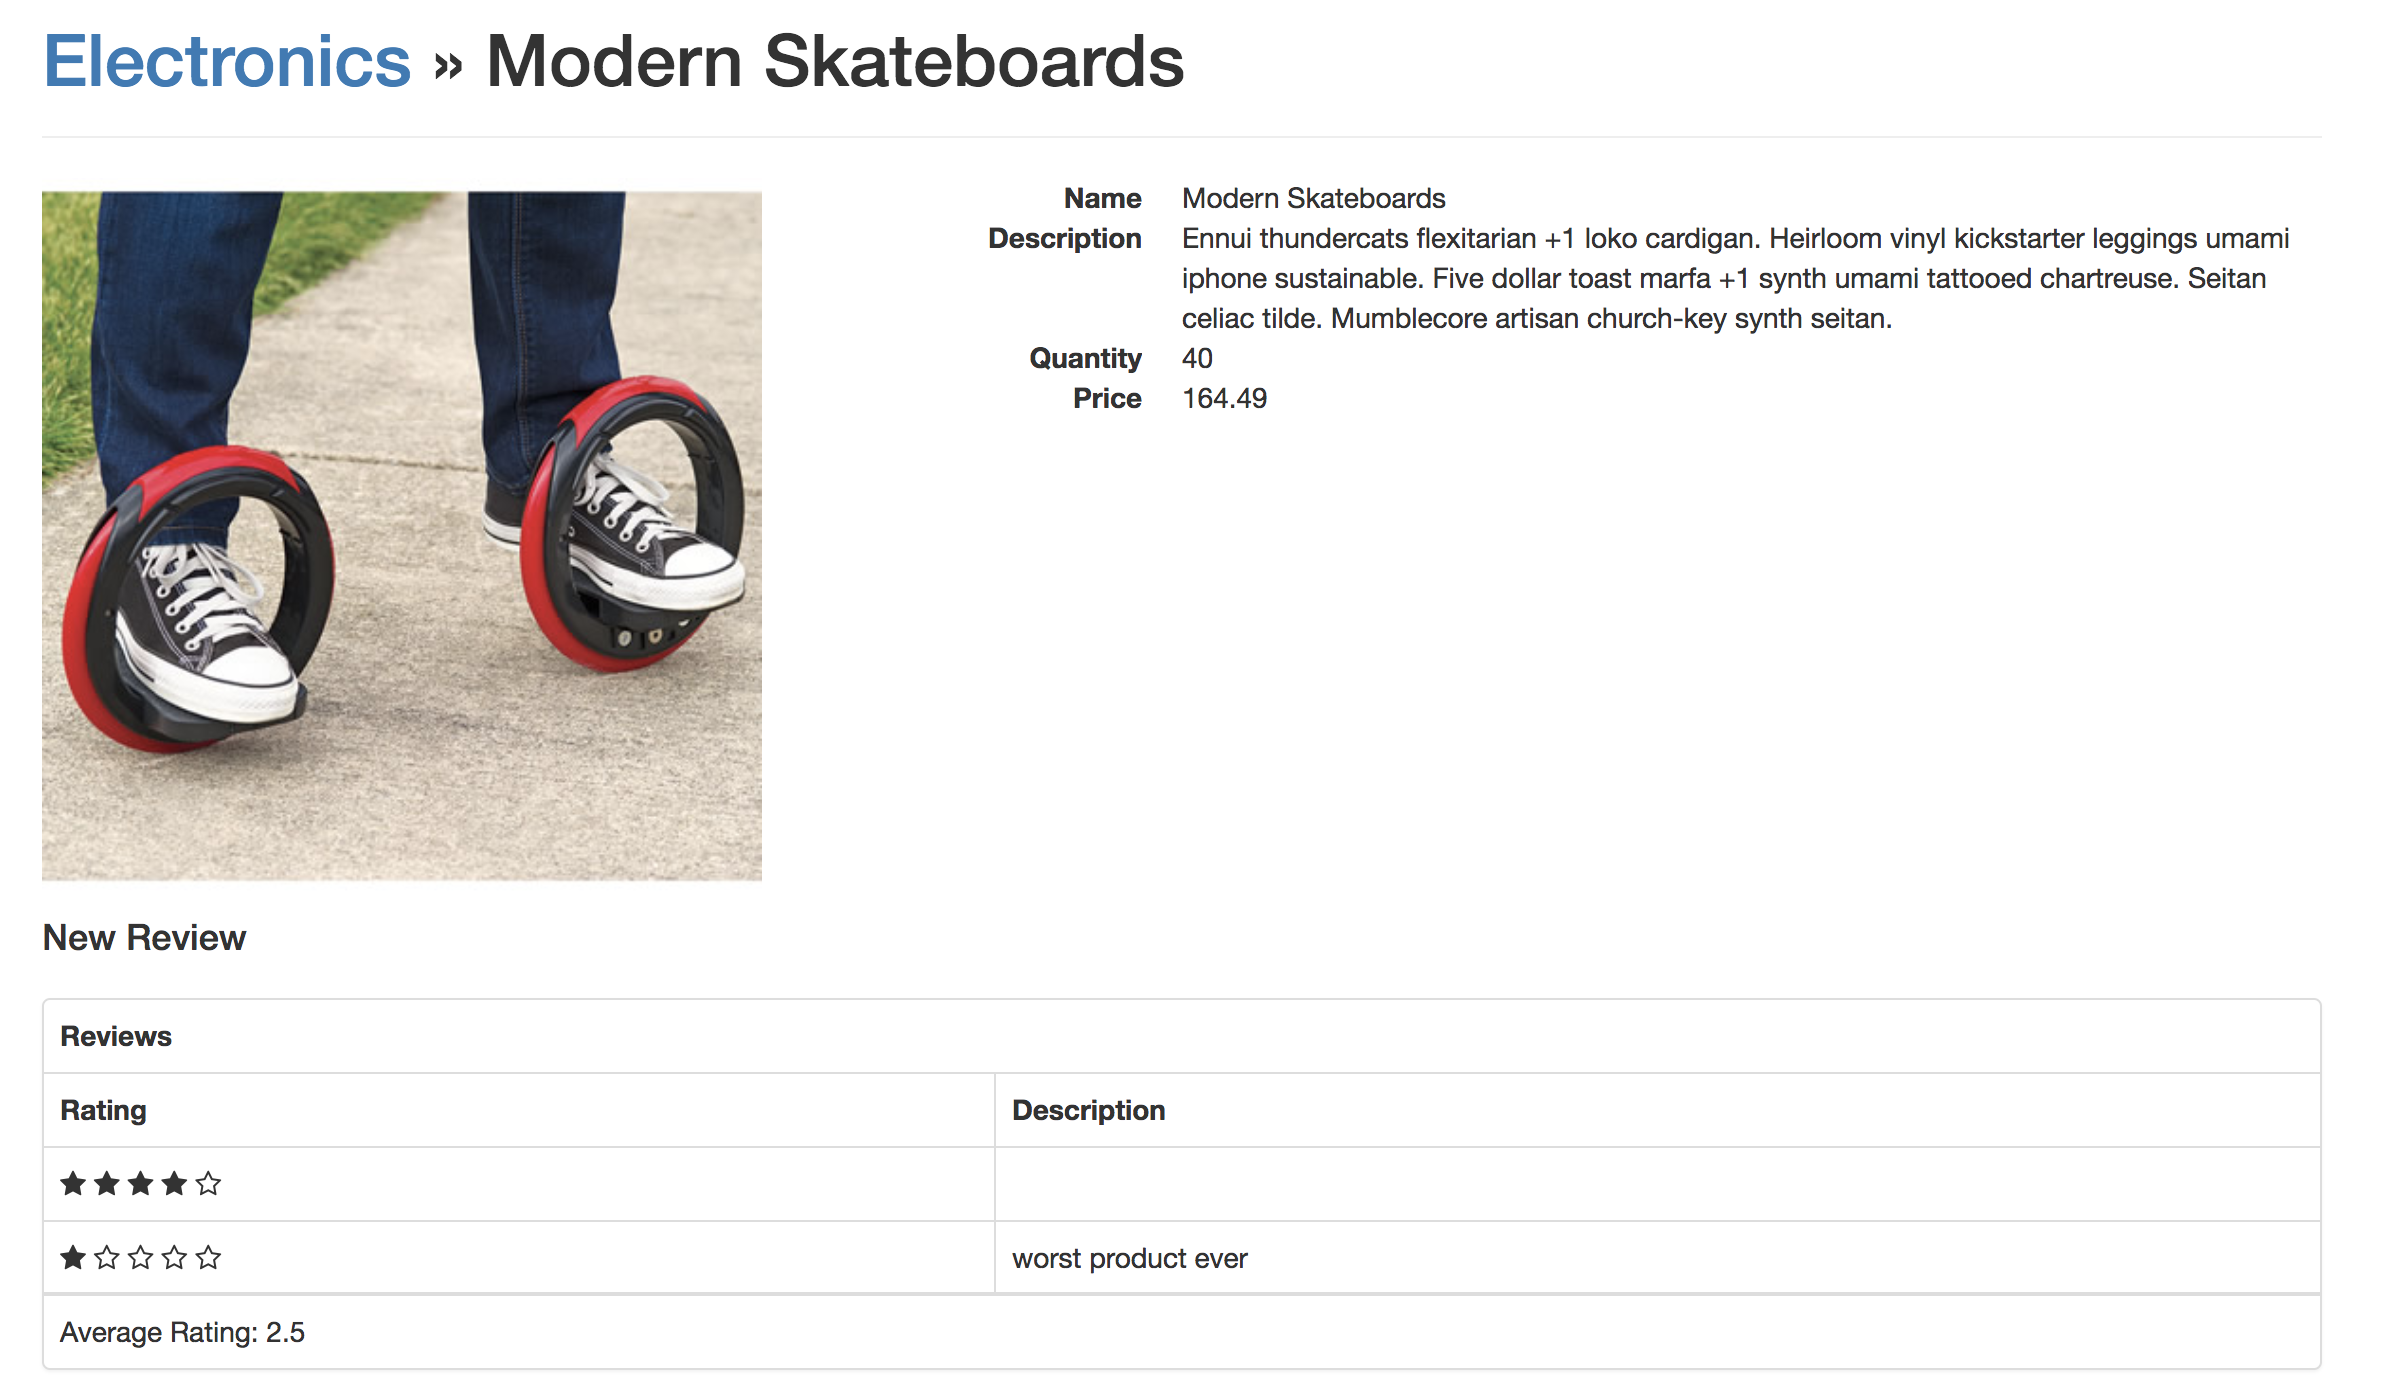 Electronics » Modern Skateboards
Name Modern Skateboards
Description Ennui thundercats flexitarian +1 loko cardigan. Heirloom vinyl kickstarter leggings umami
iphone sustainable. Five dollar toast marfa +1 synth umami tattooed chartreuse. Seitan
celiac tilde. Mumblecore artisan church-key synth seitan.
Quantity 40
Price 164.49
New Review
Reviews
Rating Description
★★★★☆
★☆☆☆☆ worst product ever
Average Rating: 2.5